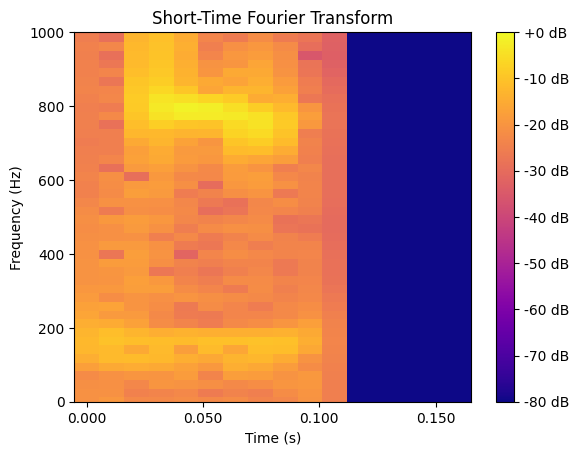 Short-Time Fourier Transform
1000
800
600
400
200
0
Frequency (Hz)
0.000
0.050
0.100
0.150
Time (s)
+0 dB
-10 dB
-20 dB
-30 dB
-40 dB
-50 dB
-60 dB
-70 dB
-80 dB